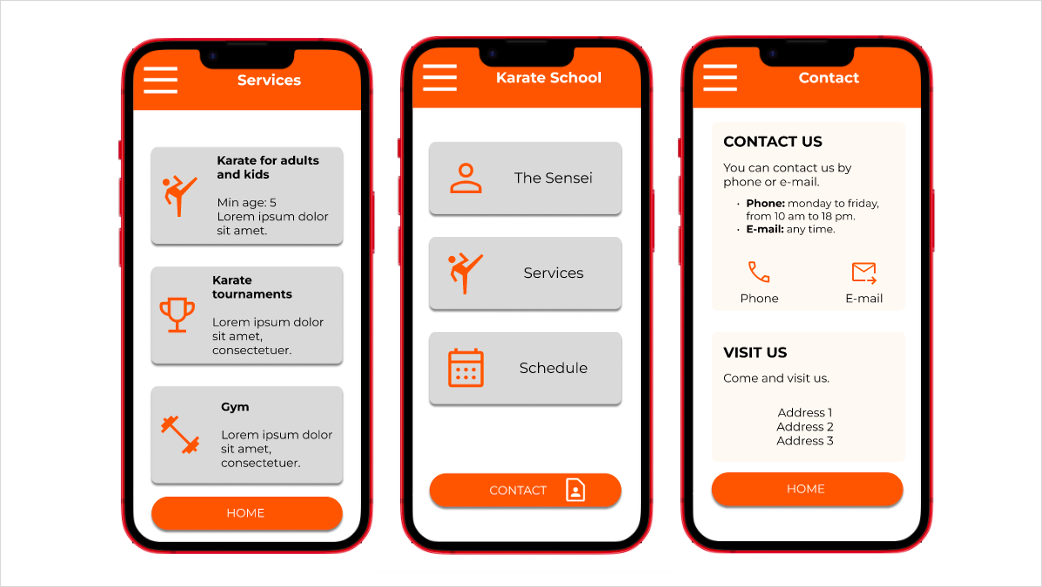 Services
Karate for adults
and kids
Min age: 5
Lorem ipsum dolor
sit amet.
Karate
tournaments
Lorem ipsum dolor
sit amet,
consectetuer.
Gym
Lorem ipsum dolor
sit amet,
consectetuer.
HOME
Karate School
The Sensei
Services
Schedule
CONTACT
Contact
CONTACT US
You can contact us by
phone or e-mail.
• Phone: monday to friday,
from 10 am to 18 pm.
• E-mail: any time.
Phone
E-mail
VISIT US
Come and visit us.
Address 1
Address 2
Address 3
HOME